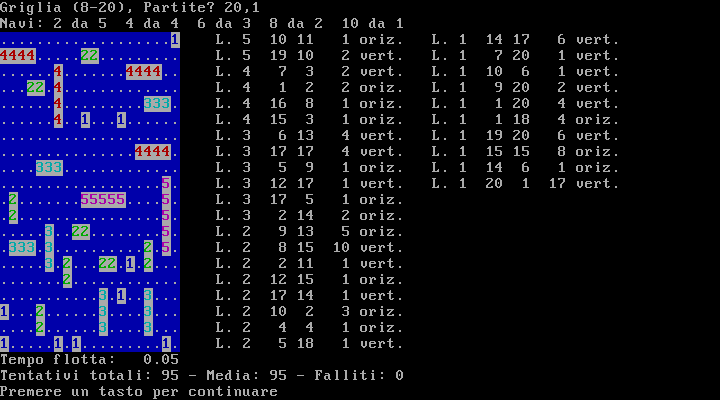 Griglia (8-20), Partite? 20,1
Navi: 2 da 5  4 da 4  6 da 3  8 da 2  10 da 1
...................1    L. 5  10 11   1 oriz.   L. 1  14 17   6 vert.
4444.....22.........    L. 5  19 10   2 vert.   L. 1   7 20   1 vert.
......4.......4444..    L. 4   7  3   2 vert.   L. 1  10  6   1 vert.
...22.4.............    L. 4   1  2   2 oriz.   L. 1   9 20   2 vert.
......4.........333.    L. 4  16  8   1 oriz.   L. 1   1 20   4 vert.
......4..1...1......    L. 4  15  3   1 oriz.   L. 1   1 18   4 oriz.
....................    L. 3   6 13   4 vert.   L. 1  19 20   6 vert.
...............4444.    L. 3  17 17   4 vert.   L. 1  15 15   8 oriz.
....333.............    L. 3   5  9   1 oriz.   L. 1  14  6   1 oriz.
..................5.    L. 3  12 17   1 vert.   L. 1  20  1  17 vert.
.2.......55555....5.    L. 3  17  5   1 oriz.
.2................5.    L. 3   2 14   2 oriz.
.....3..22........5.    L. 2   9 13   5 oriz.
.333.3..........2.5.    L. 2   8 15  10 vert.
.....3.2...22.1.2...    L. 2   2 11   1 vert.
.......2............    L. 2  12 15   1 oriz.
...........3.1..3...    L. 2  17 14   1 vert.
1...2......3....3...    L. 2  10  2   3 oriz.
....2......3....3...    L. 2   4  4   1 oriz.
1.....1.1.........1.    L. 2   5 18   1 vert.
Tempo flotta:   0.05
Tentativi totali: 95 - Media: 95 - Falliti: 0
Premere un tasto per continuare